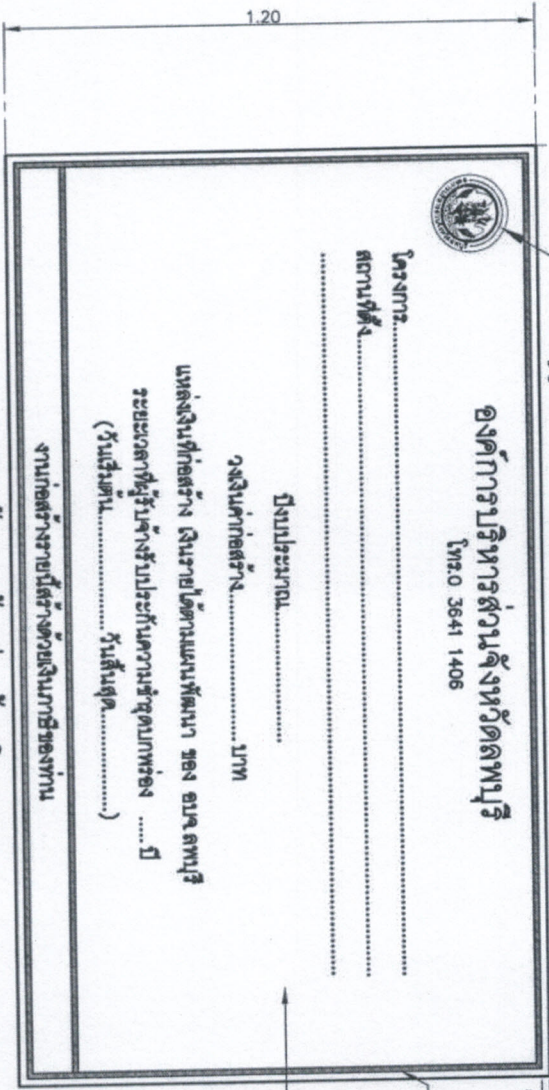 องค์การบริหารส่วนจังหวัดลพบุรี
โทร.0 3641 1406
โครงการ...............................................................
สถานที่ตั้ง...............................................................
...............................................................
ปีงบประมาณ....................
วงเงินค่าก่อสร้าง....................บาท
แหล่งเงินที่ก่อสร้าง เงินรายได้ตามแผนพัฒนา ของ อบจ.ลพบุรี
ระยะเวลาที่ผู้รับจ้างรับประกันความชำรุดบกพร่อง .....ปี
(วันเริ่มต้น....................วันสิ้นสุด....................)
งานก่อสร้างรายนี้สร้างด้วยเงินภาษีของท่าน
1.20